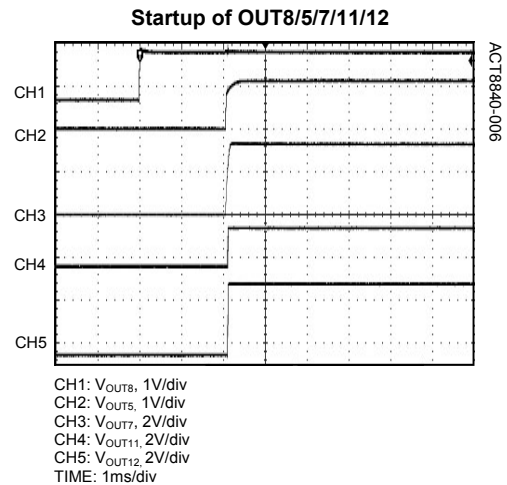 Startup of OUT8/5/7/11/12
ACT8840-006
CH1
CH2
CH3
CH4
CH5
CH1: VOUT8, 1V/div
CH2: VOUT5, 1V/div
CH3: VOUT7, 2V/div
CH4: VOUT11, 2V/div
CH5: VOUT12, 2V/div
TIME: 1ms/div